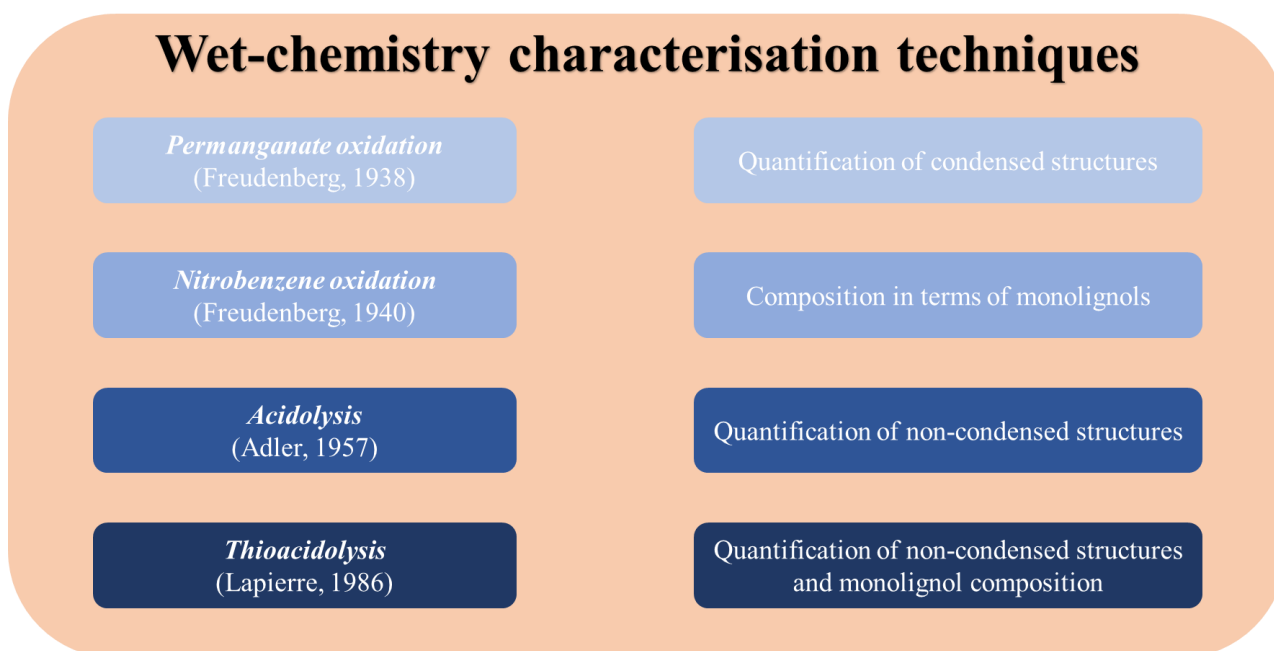 Wet-chemistry characterisation techniques
Permanganate oxidation
(Freudenberg, 1938)
Quantification of condensed structures
Nitrobenzene oxidation
(Freudenberg, 1940)
Composition in terms of monolignols
Acidolysis
(Adler, 1957)
Quantification of non-condensed structures
Thioacidolysis
(Lapierre, 1986)
Quantification of non-condensed structures
and monolignol composition